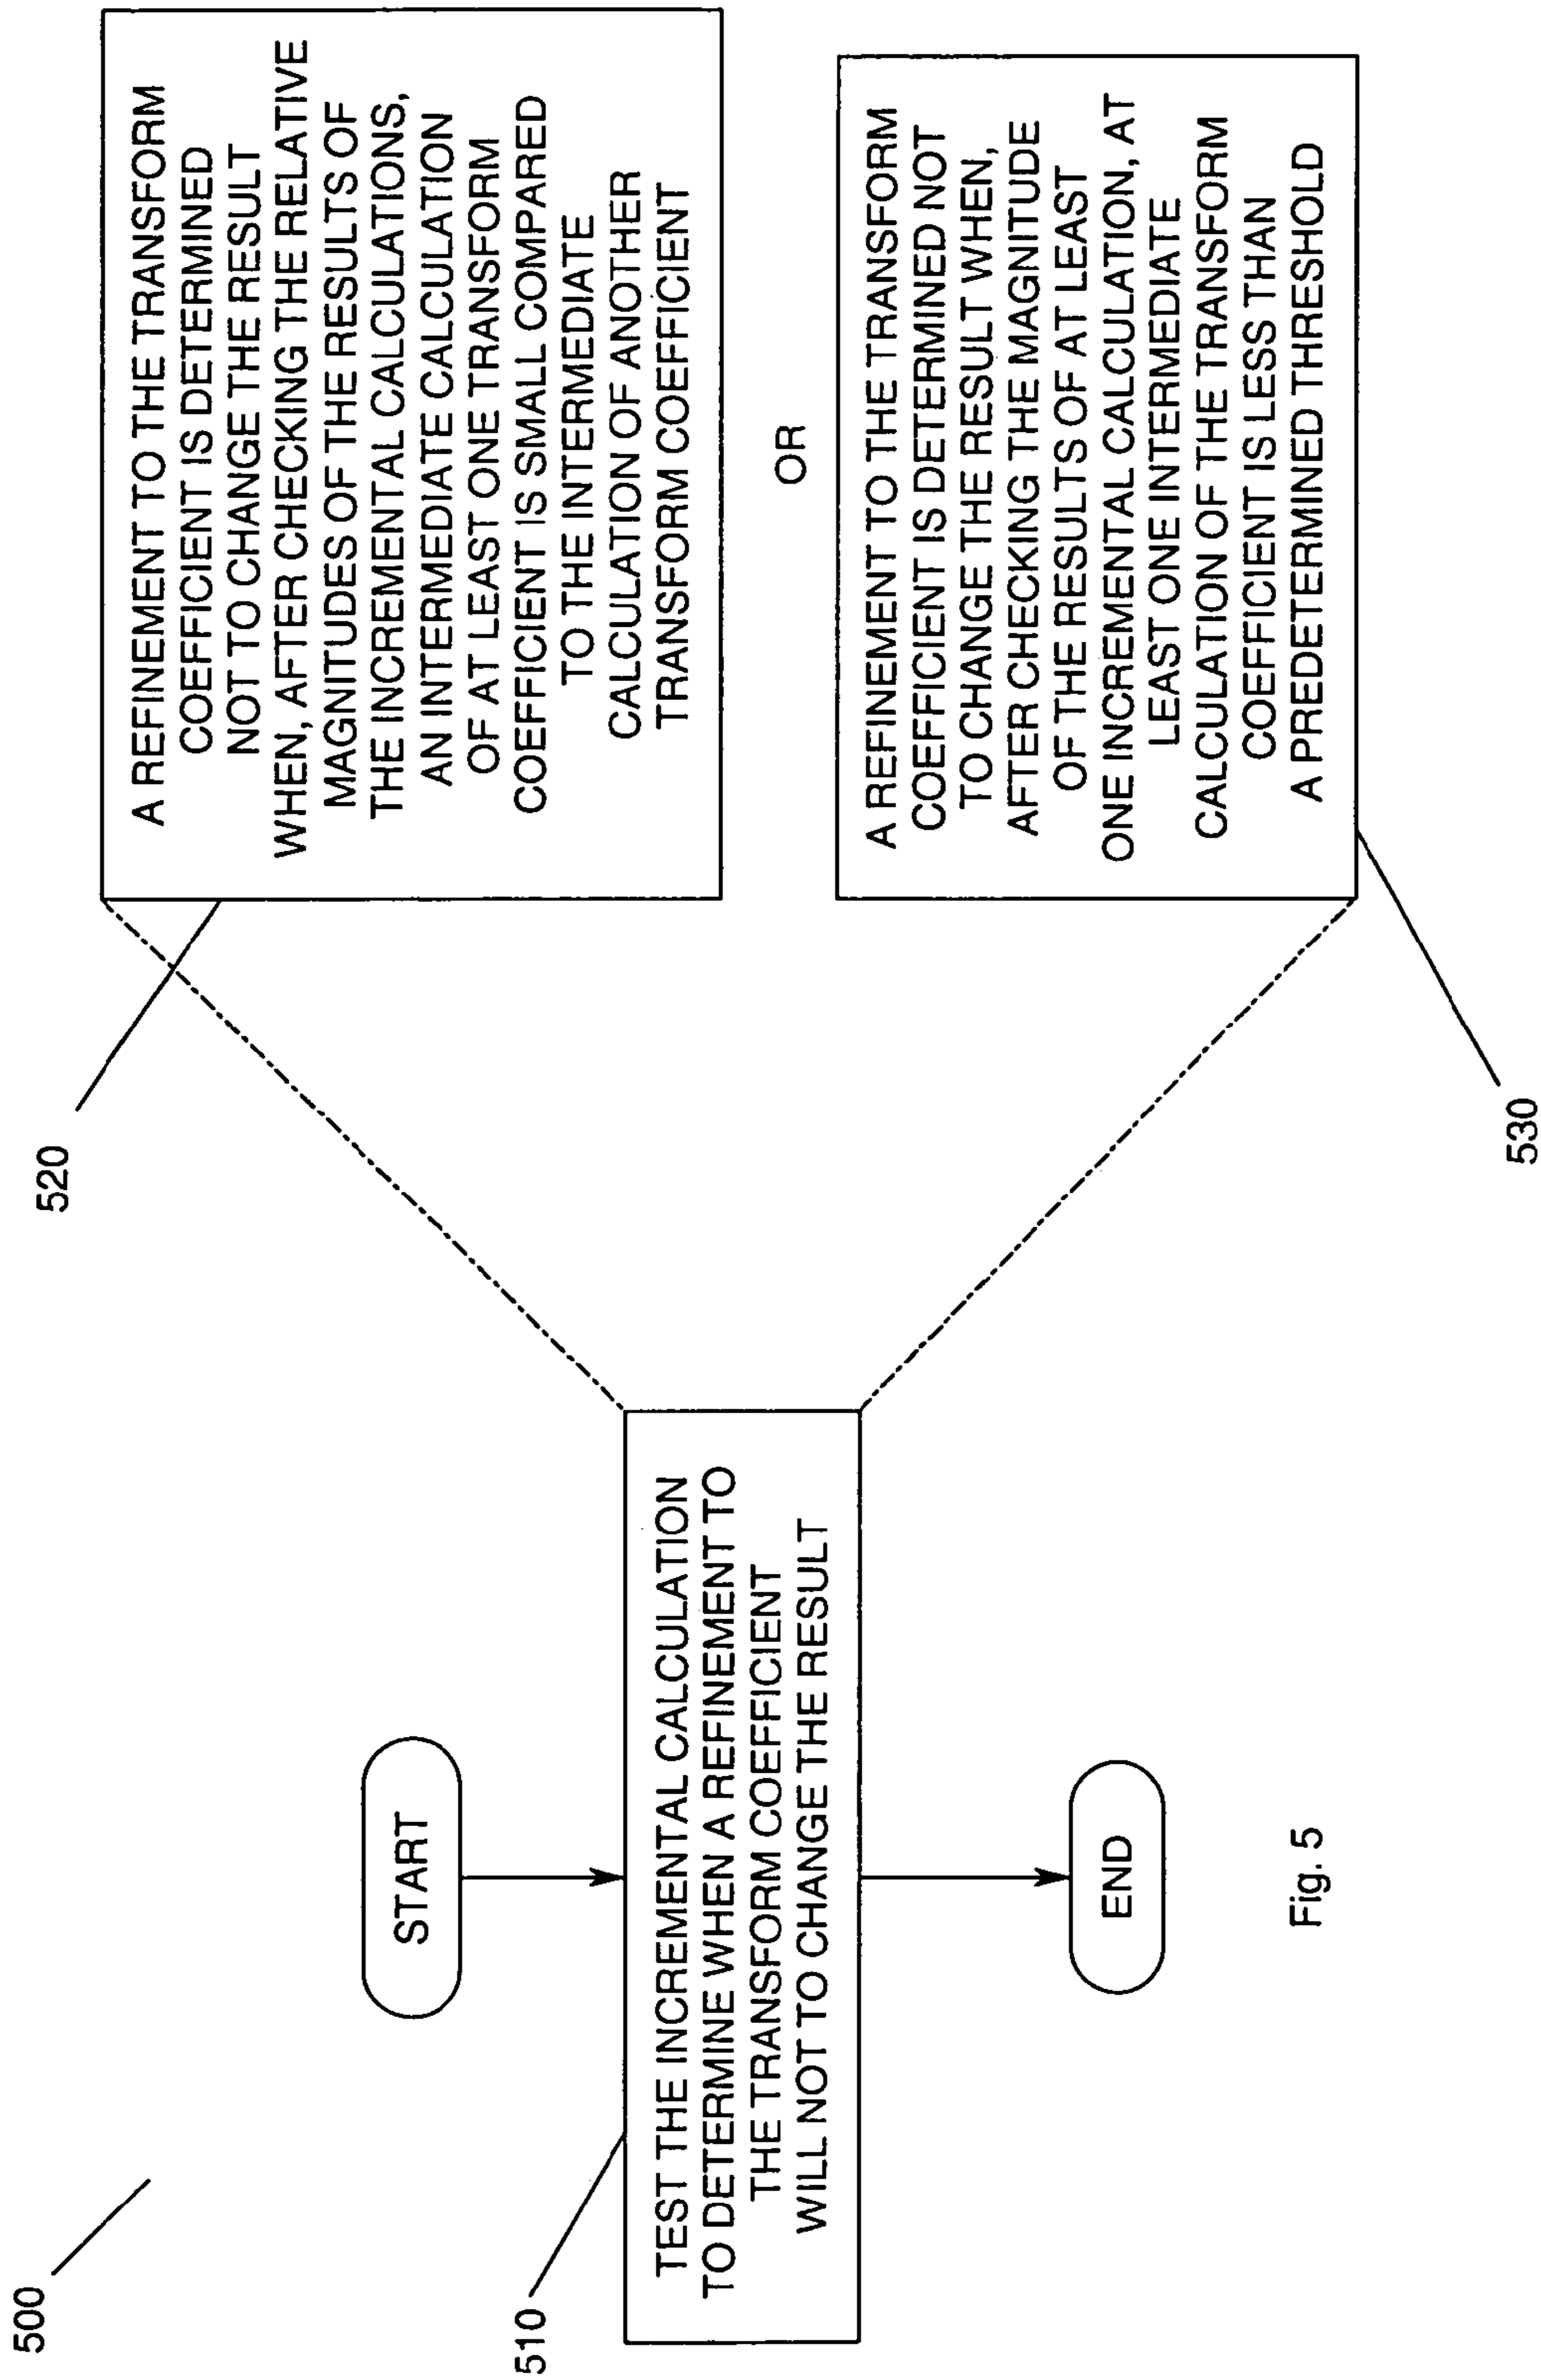 500
START
510
TEST THE INCREMENTAL CALCULATION
TO DETERMINE WHEN A REFINEMENT TO
THE TRANSFORM COEFFICIENT
WILL NOT TO CHANGE THE RESULT
END
Fig. 5
520
A REFINEMENT TO THE TRANSFORM
COEFFICIENT IS DETERMINED
NOT TO CHANGE THE RESULT
WHEN, AFTER CHECKING THE RELATIVE
MAGNITUDES OF THE RESULTS OF
THE INCREMENTAL CALCULATIONS,
AN INTERMEDIATE CALCULATION
OF AT LEAST ONE TRANSFORM
COEFFICIENT IS SMALL COMPARED
TO THE INTERMEDIATE
CALCULATION OF ANOTHER
TRANSFORM COEFFICIENT
OR
A REFINEMENT TO THE TRANSFORM
COEFFICIENT IS DETERMINED NOT
TO CHANGE THE RESULT WHEN,
AFTER CHECKING THE MAGNITUDE
OF THE RESULTS OF AT LEAST
ONE INCREMENTAL CALCULATION, AT
LEAST ONE INTERMEDIATE
CALCULATION OF THE TRANSFORM
COEFFICIENT IS LESS THAN
A PREDETERMINED THRESHOLD
530